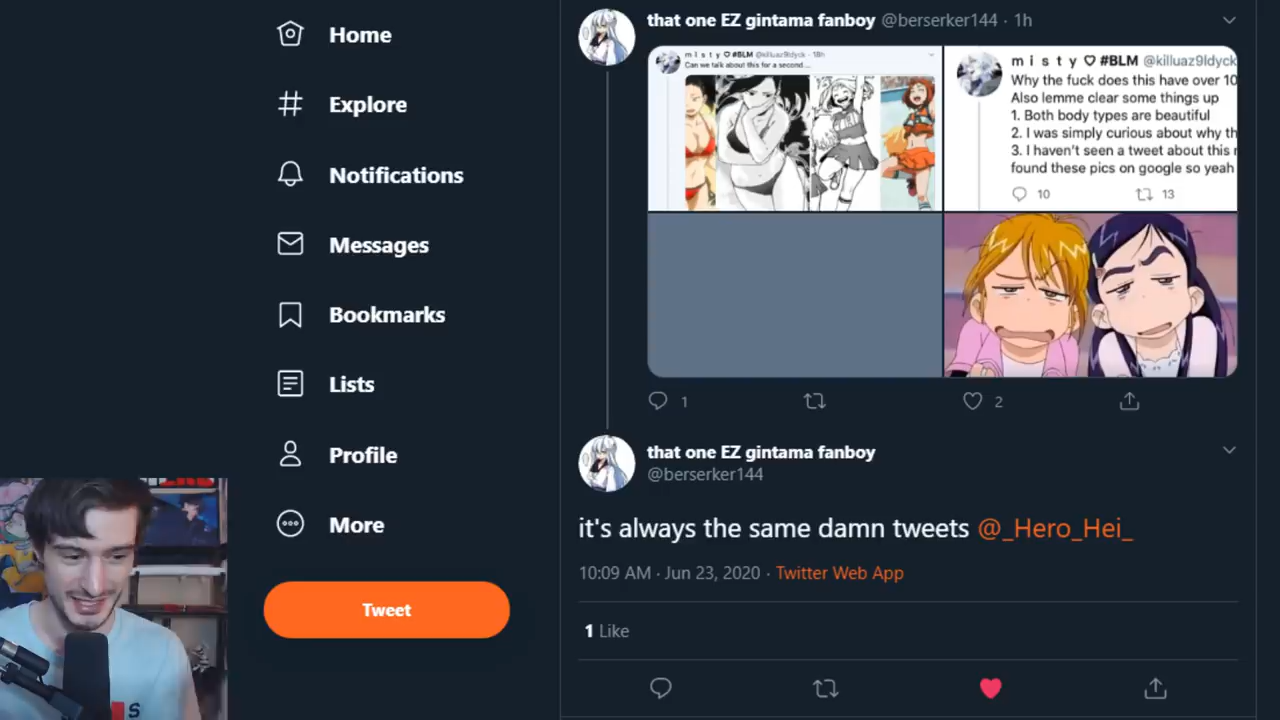 Home
Explore
Notifications
Messages
Bookmarks
Lists
Profile
More
Tweet
that one EZ gintama fanboy @berserker144 · 1h
m i s t y ♡ #BLM @killuaz9ldyck · 18h
Can we talk about this for a second...
m i s t y ♡ #BLM @killuaz9ldyck
Why the fuck does this have over 10
Also lemme clear some things up
1. Both body types are beautiful
2. I was simply curious about why th
3. I haven't seen a tweet about this
found these pics on google so yeah
10 13
1 2
that one EZ gintama fanboy
@berserker144
it's always the same damn tweets @_Hero_Hei_
10:09 AM · Jun 23, 2020 · Twitter Web App
1 Like
S